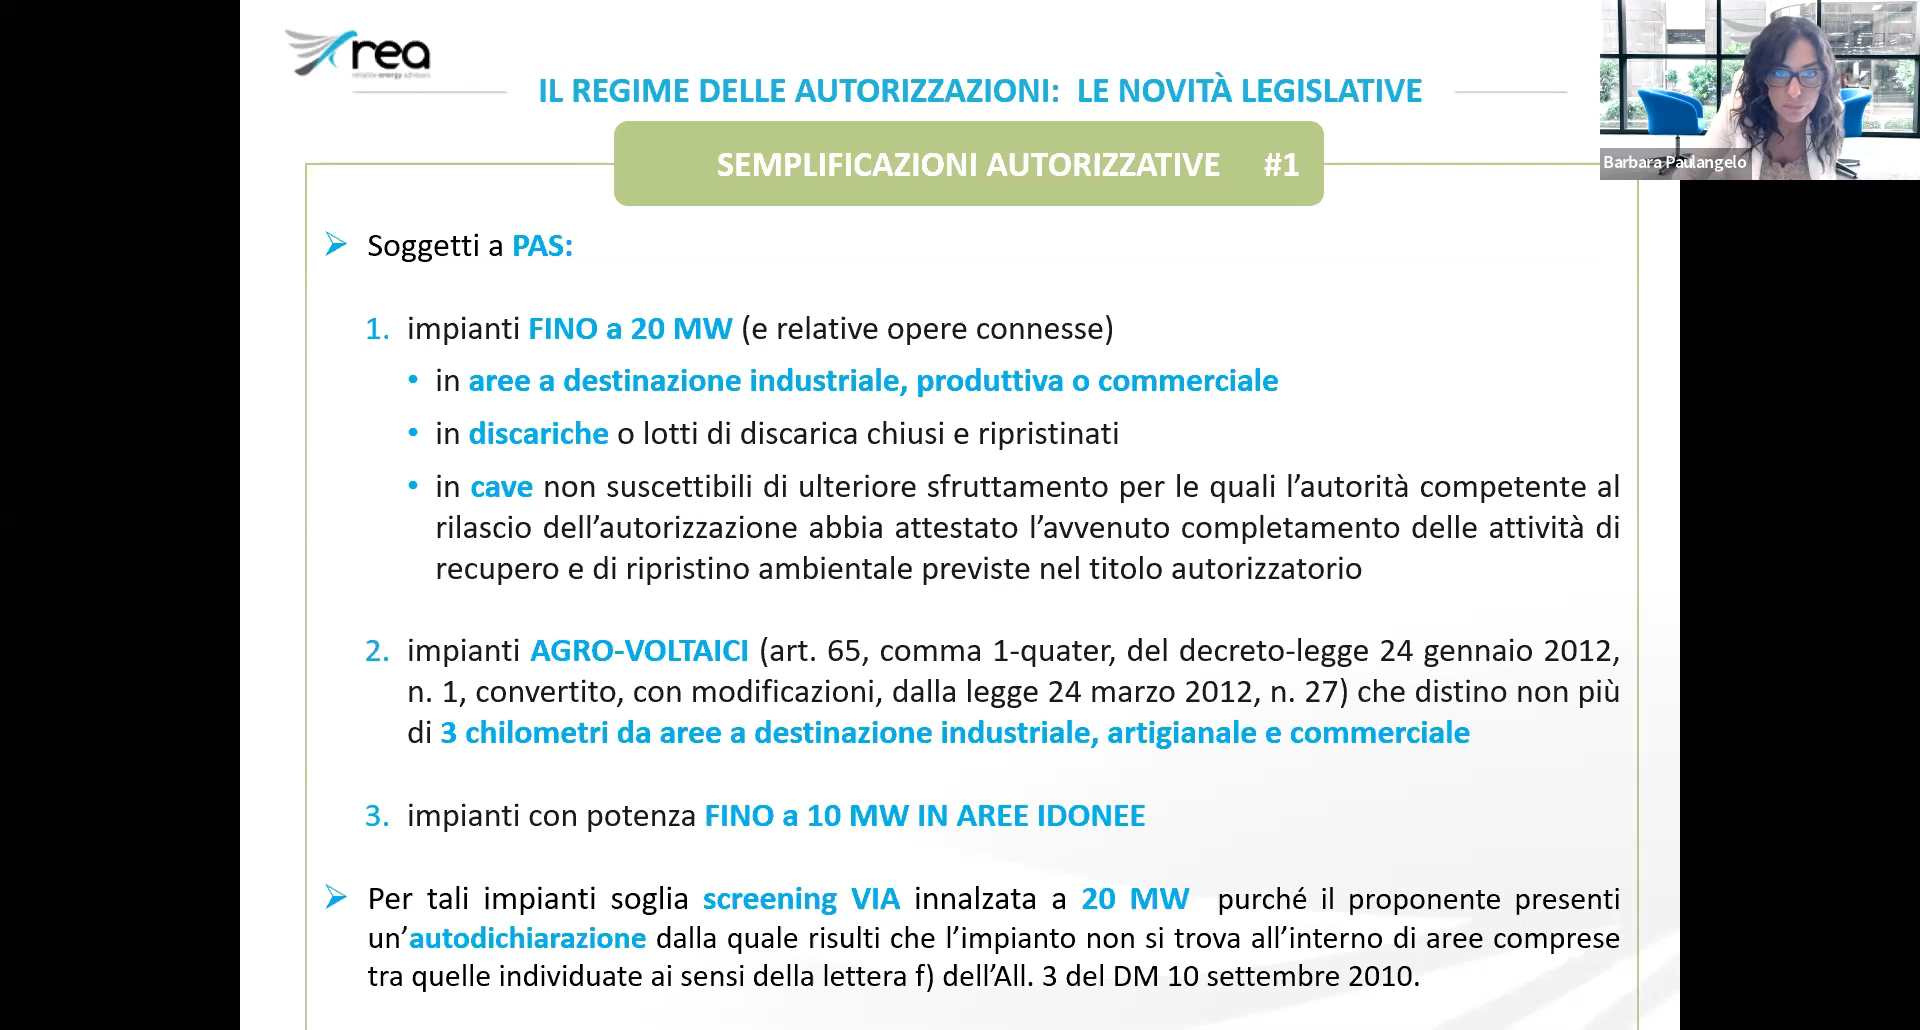 rea
reliable energy advisors
IL REGIME DELLE AUTORIZZAZIONI: LE NOVITÀ LEGISLATIVE
Barbara Paulangelo
SEMPLIFICAZIONI AUTORIZZATIVE #1
➢ Soggetti a PAS:
1. impianti FINO a 20 MW (e relative opere connesse)
• in aree a destinazione industriale, produttiva o commerciale
• in discariche o lotti di discarica chiusi e ripristinati
• in cave non suscettibili di ulteriore sfruttamento per le quali l’autorità competente al
rilascio dell’autorizzazione abbia attestato l’avvenuto completamento delle attività di
recupero e di ripristino ambientale previste nel titolo autorizzatorio
2. impianti AGRO-VOLTAICI (art. 65, comma 1-quater, del decreto-legge 24 gennaio 2012,
n. 1, convertito, con modificazioni, dalla legge 24 marzo 2012, n. 27) che distino non più
di 3 chilometri da aree a destinazione industriale, artigianale e commerciale
3. impianti con potenza FINO a 10 MW IN AREE IDONEE
➢ Per tali impianti soglia screening VIA innalzata a 20 MW purché il proponente presenti
un’autodichiarazione dalla quale risulti che l’impianto non si trova all’interno di aree comprese
tra quelle individuate ai sensi della lettera f) dell’All. 3 del DM 10 settembre 2010.